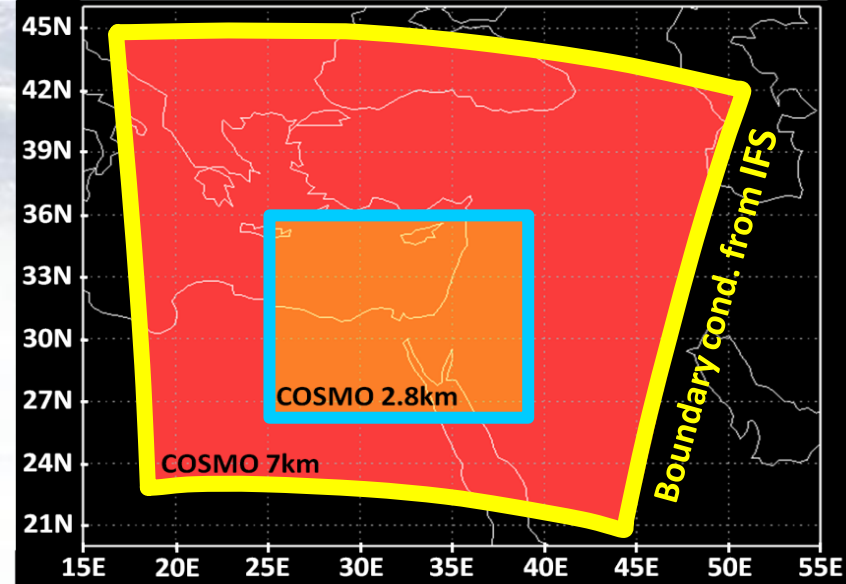 45N
42N
39N
36N
33N
30N
27N
24N
21N
15E 20E 25E 30E 35E 40E 45E 50E 55E
COSMO 2.8km
COSMO 7km
Boundary cond. from IFS